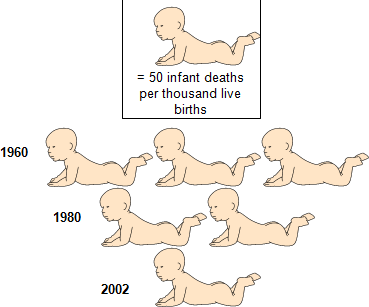 = 50 infant deaths
per thousand live
births
1960
1980
2002